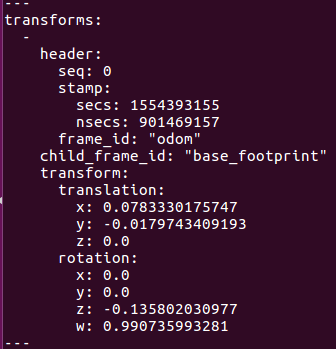 ---
transforms:
  -
    header:
      seq: 0
      stamp:
        secs: 1554393155
        nsecs: 901469157
      frame_id: "odom"
    child_frame_id: "base_footprint"
    transform:
      translation:
        x: 0.0783330175747
        y: -0.0179743409193
        z: 0.0
      rotation:
        x: 0.0
        y: 0.0
        z: -0.135802030977
        w: 0.990735993281
---